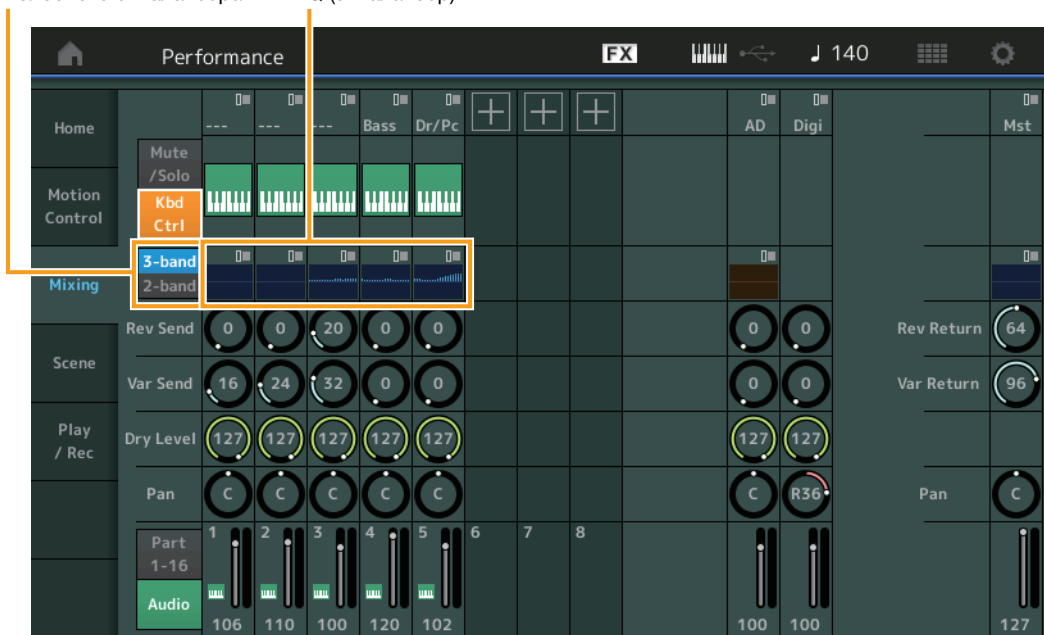 Performance FX 140
Home --- --- --- Bass Dr/Pc AD Digi Mst
Mute
/Solo
Motion
Control
Kbd
Ctrl
Mixing
3-band
2-band
Rev Send 0 0 20 0 0 0 0 Rev Return 64
Scene
Var Send 16 24 32 0 0 0 0 Var Return 96
Play
/ Rec
Dry Level 127 127 127 127 127 127 127
Pan C C C C C C R36 Pan C
Part
1-16
1 2 3 4 5 6 7 8
Audio
106 110 100 120 102 100 100 127